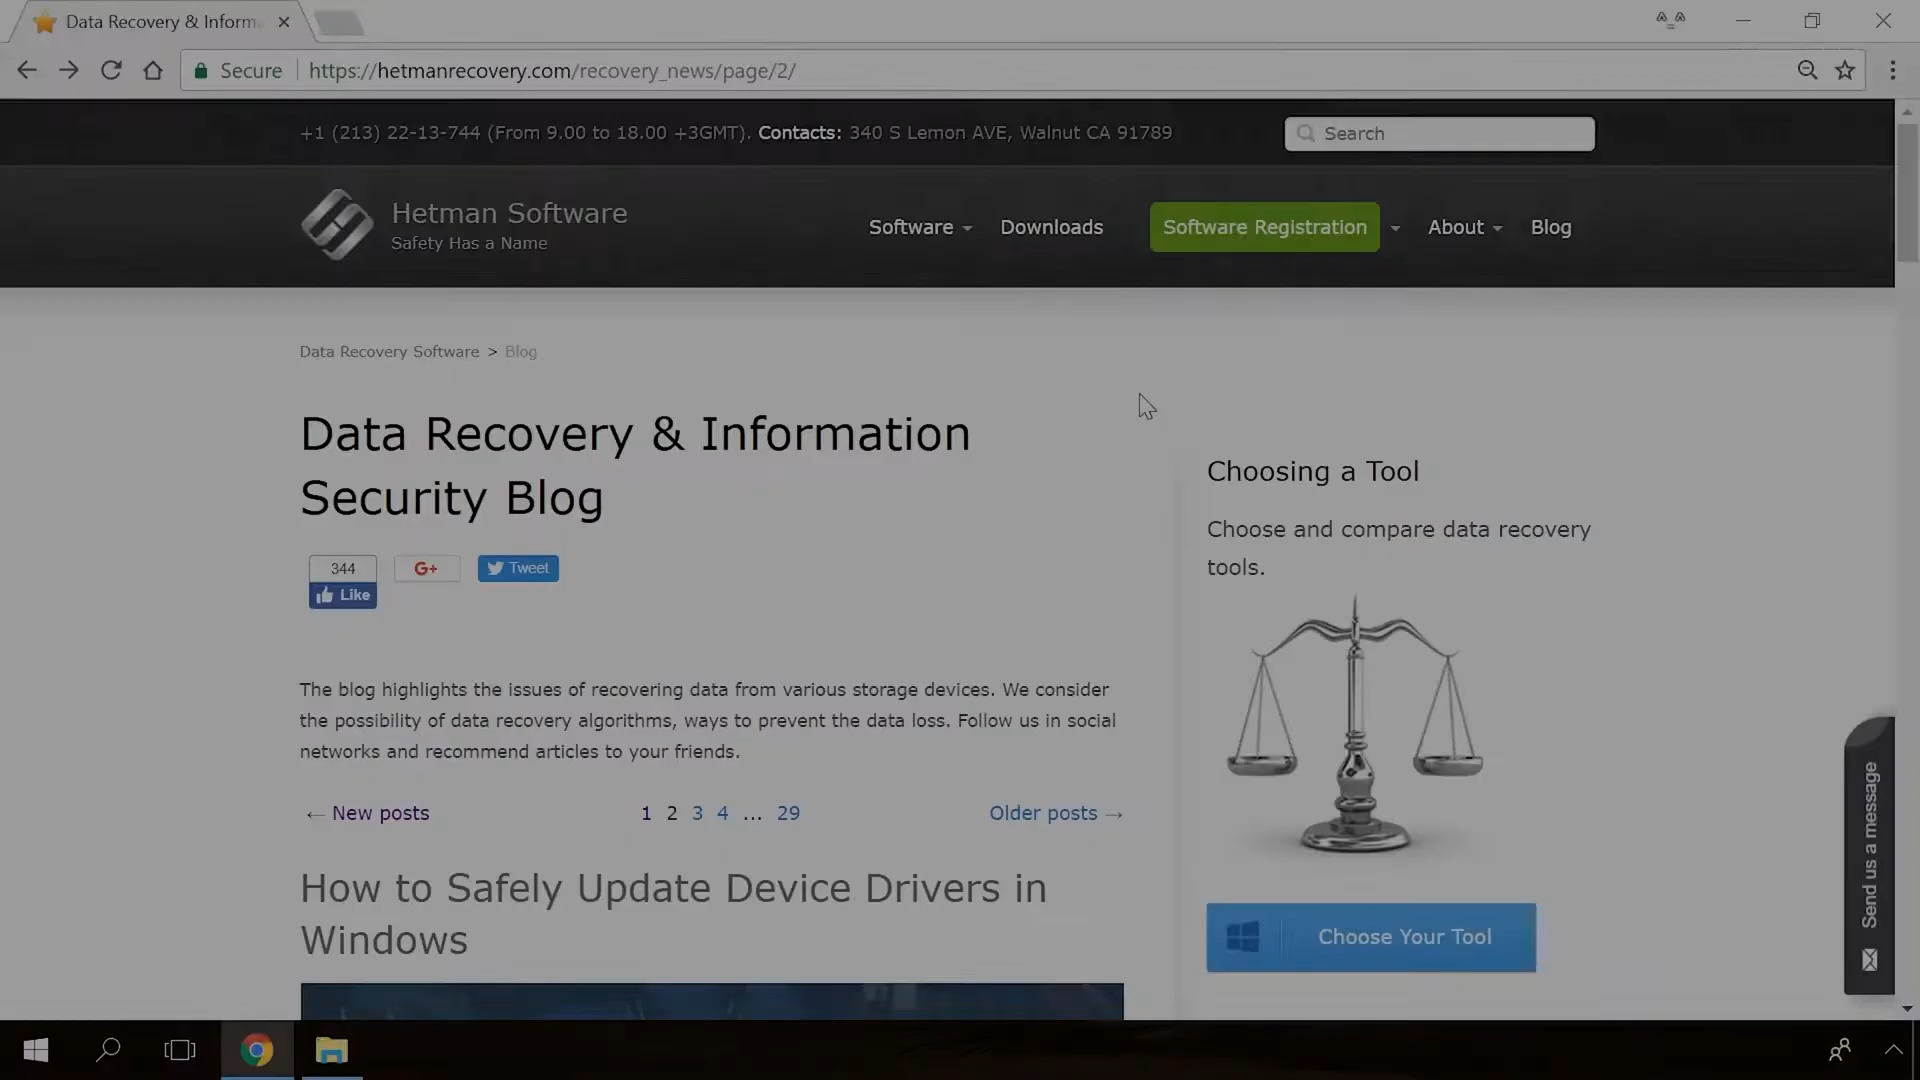 Data Recovery & Inform
Secure
https://hetmanrecovery.com/recovery_news/page/2/
+1 (213) 22-13-744 (From 9.00 to 18.00 +3GMT). Contacts: 340 S Lemon AVE, Walnut CA 91789
Search
Hetman Software
Safety Has a Name
Software
Downloads
Software Registration
About
Blog
Data Recovery Software > Blog
Data Recovery & Information
Security Blog
344
Like
G+
Tweet
The blog highlights the issues of recovering data from various storage devices. We consider
the possibility of data recovery algorithms, ways to prevent the data loss. Follow us in social
networks and recommend articles to your friends.
← New posts
1 2 3 4 ... 29
Older posts →
How to Safely Update Device Drivers in
Windows
Choosing a Tool
Choose and compare data recovery
tools.
Choose Your Tool
Send us a message